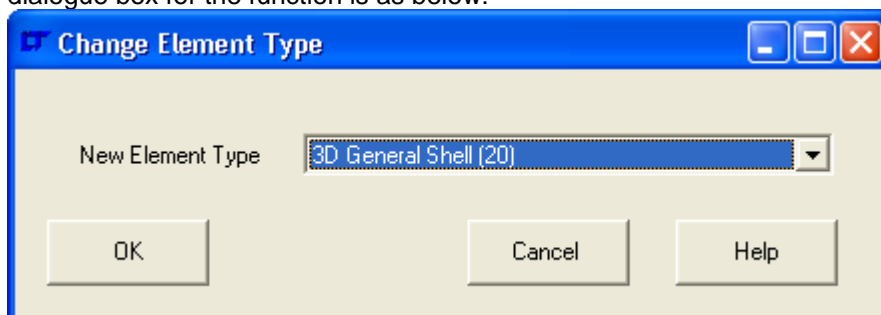 dialogue box for the function is as below.
Change Element Type
New Element Type 3D General Shell (20)
OK Cancel Help